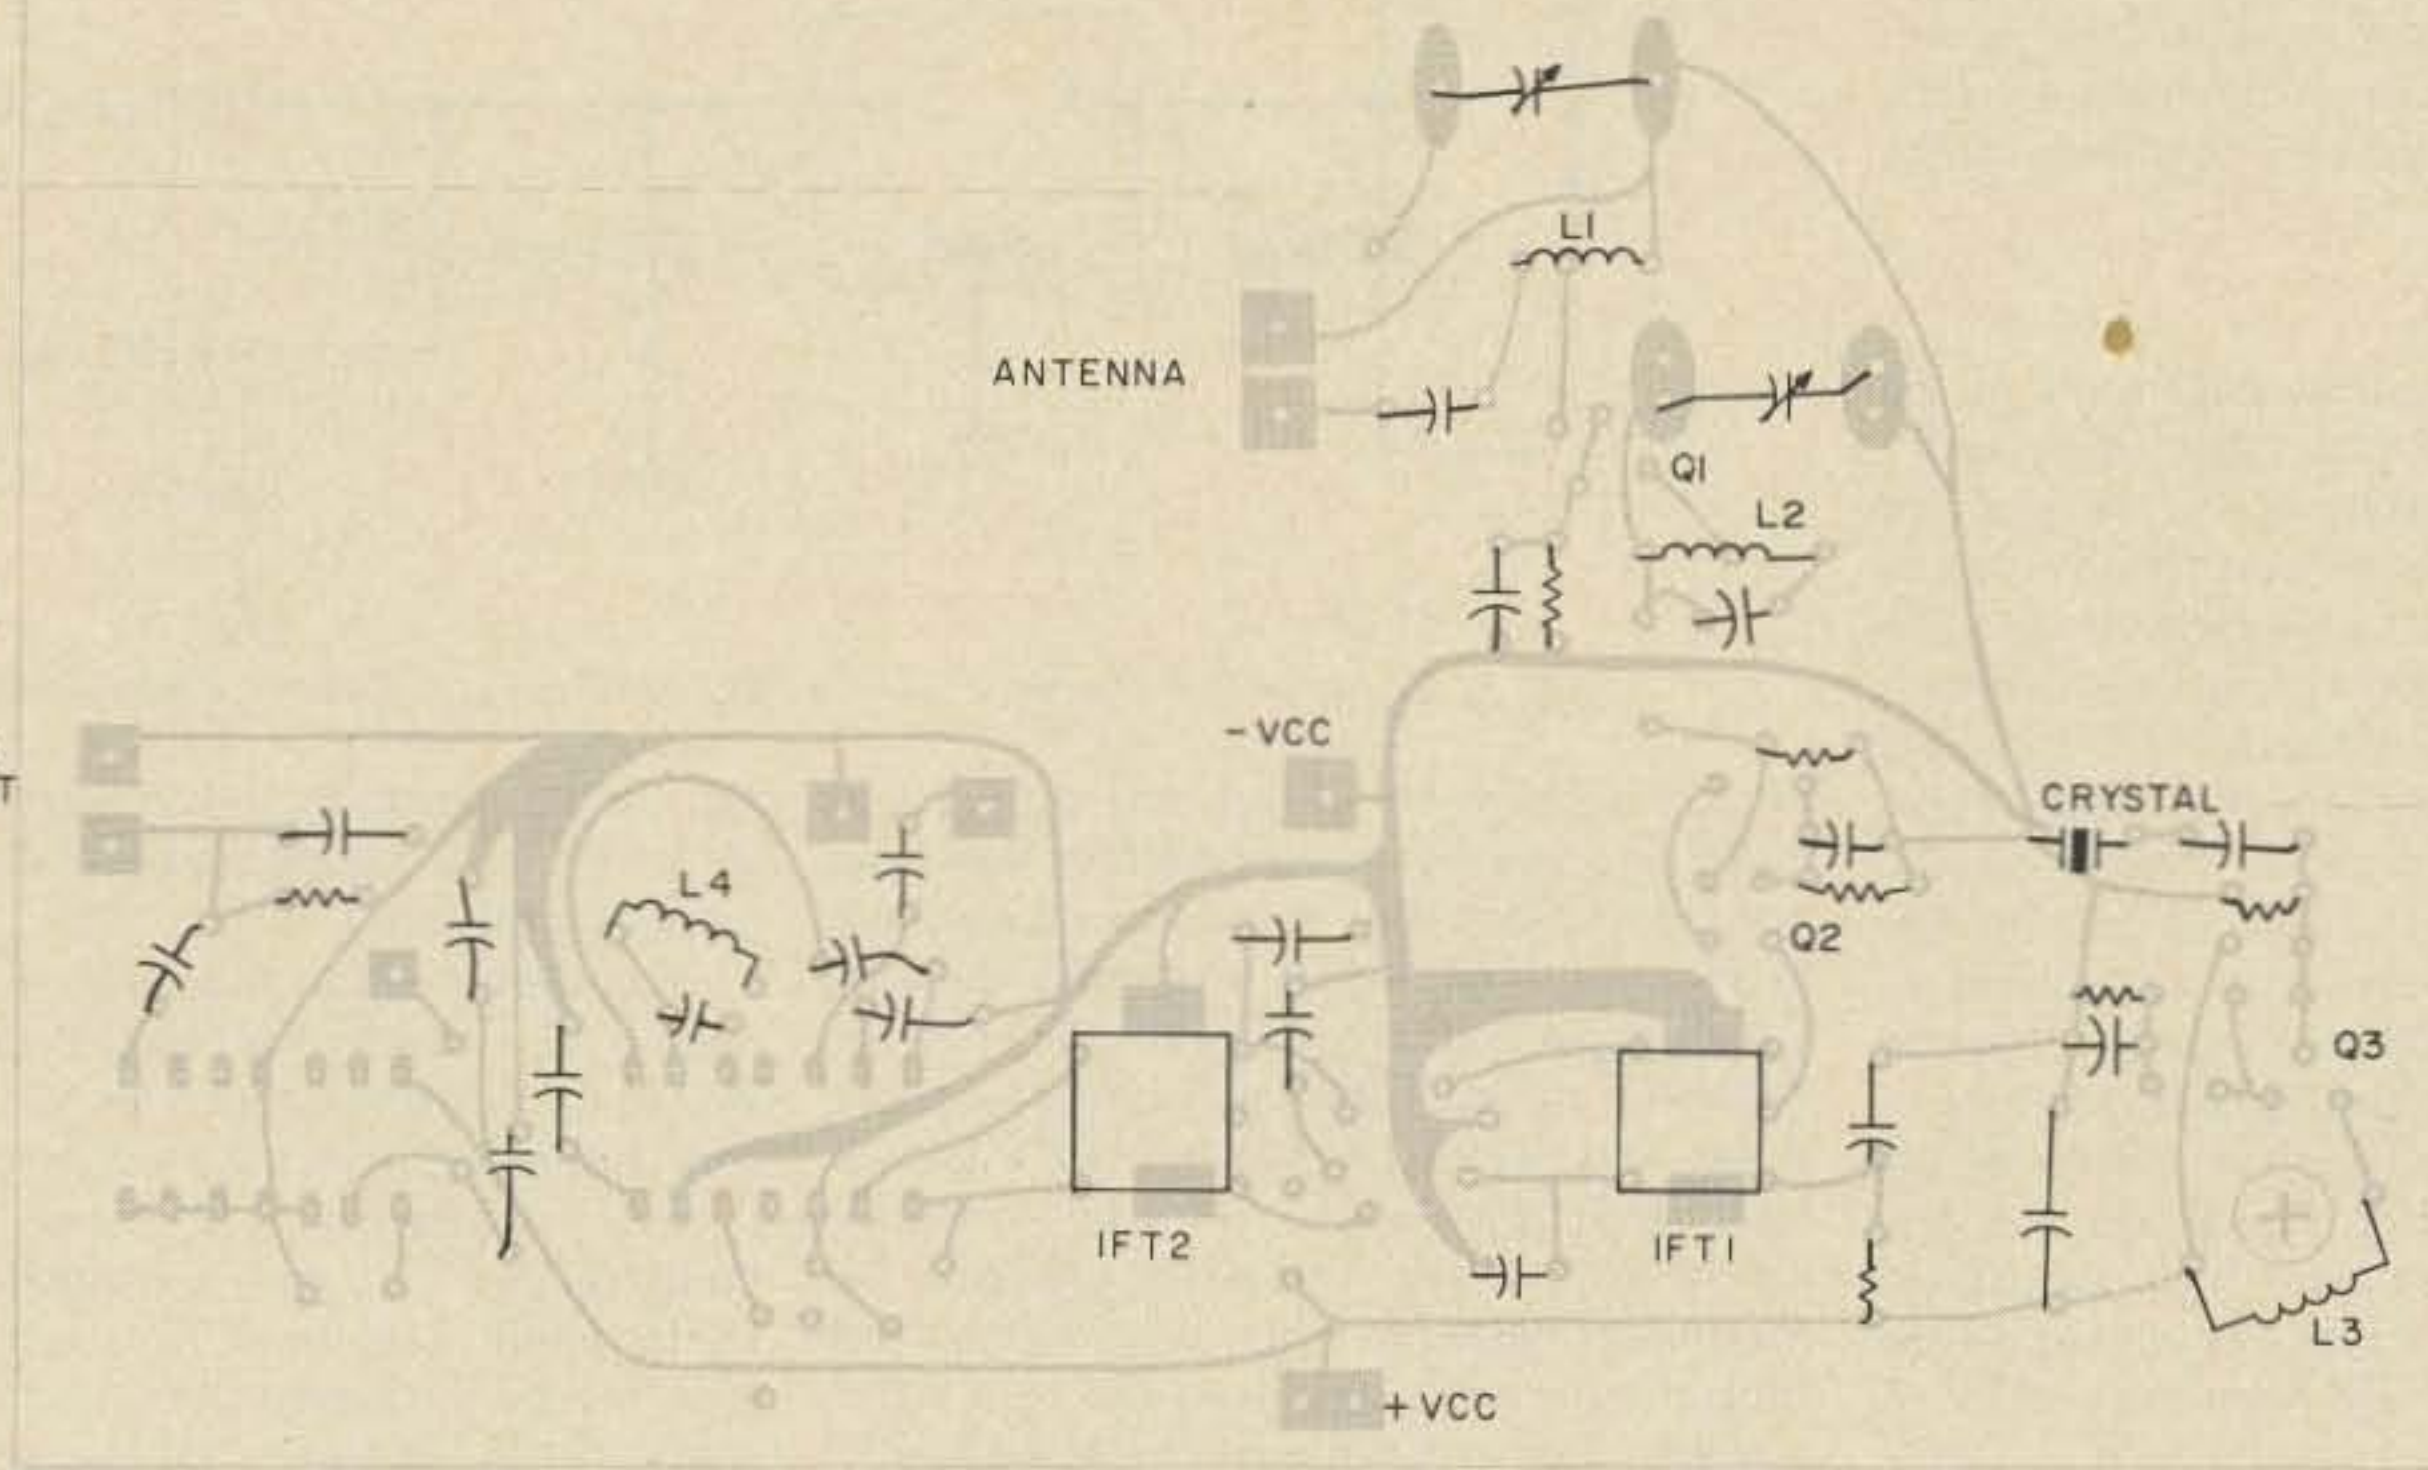 L1
ANTENNA
Q1
L2
-VCC
T
CRYSTAL
L4
Q2
Q3
IFT2
IFT1
L3
+VCC